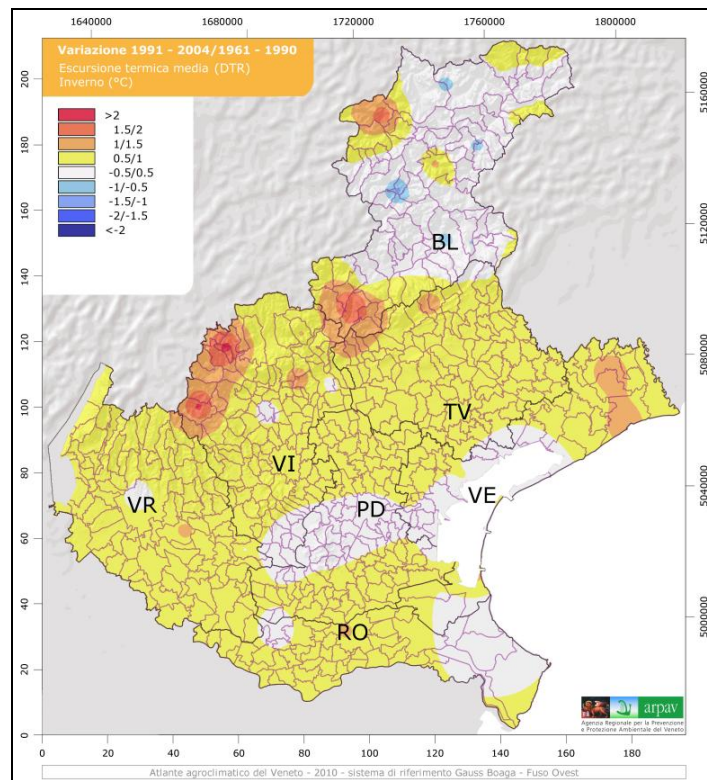 1640000 1680000 1720000 1760000 1800000
Variazione 1991 - 2004/1961 - 1990
Escursione termica media (DTR)
Inverno (°C)
>2
1.5/2
1/1.5
0.5/1
-0.5/0.5
-1/-0.5
-1.5/-1
-2/-1.5
<-2
200
180
160
140
120
100
80
60
40
20
0
5160000
5120000
5080000
5040000
5000000
BL
TV
VI
VE
VR
PD
RO
arpav
Agenzia Regionale per la Prevenzione
e Protezione Ambientale del Veneto
0 20 40 60 80 100 120 140 160 180
Atlante agroclimatico del Veneto - 2010 - sistema di riferimento Gauss Boaga - Fuso Ovest